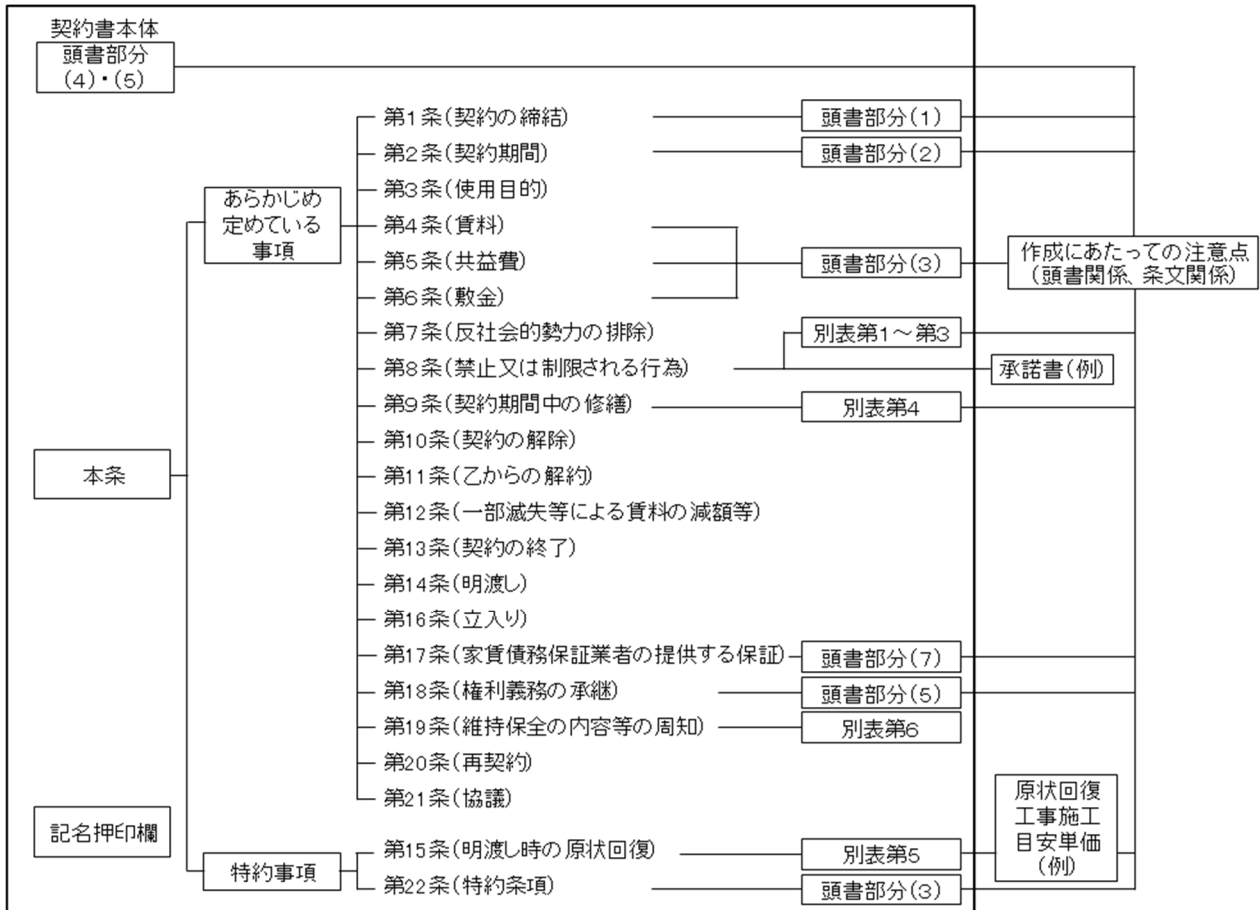 契約書本体
頭書部分
(4)・(5)
第1条(契約の締結)
頭書部分(1)
第2条(契約期間)
頭書部分(2)
あらかじめ
定めている
事項
第3条(使用目的)
第4条(賃料)
第5条(共益費)
頭書部分(3)
作成にあたっての注意点
(頭書関係、条文関係)
第6条(敷金)
第7条(反社会的勢力の排除)
別表第1～第3
第8条(禁止又は制限される行為)
承諾書(例)
第9条(契約期間中の修繕)
別表第4
第10条(契約の解除)
本条
第11条(乙からの解約)
第12条(一部滅失等による賃料の減額等)
第13条(契約の終了)
第14条(明渡し)
第16条(立入り)
第17条(家賃債務保証業者の提供する保証)
頭書部分(7)
第18条(権利義務の承継)
頭書部分(5)
第19条(維持保全の内容等の周知)
別表第6
第20条(再契約)
第21条(協議)
記名押印欄
原状回復
工事施工
目安単価
(例)
特約事項
第15条(明渡し時の原状回復)
別表第5
第22条(特約条項)
頭書部分(3)